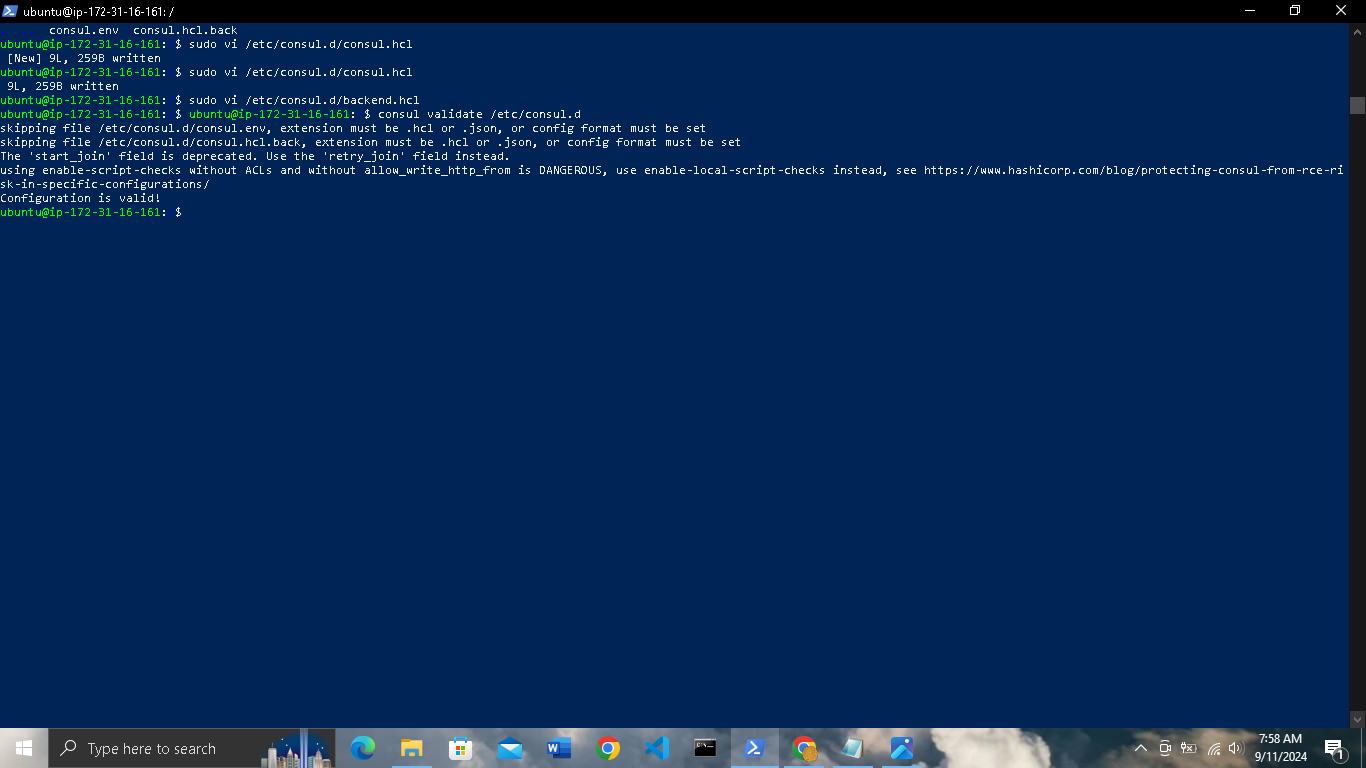 ubuntu@ip-172-31-16-161: /
consul.env  consul.hcl.back
ubuntu@ip-172-31-16-161:/$ sudo vi /etc/consul.d/consul.hcl
[New] 9L, 259B written
ubuntu@ip-172-31-16-161:/$ sudo vi /etc/consul.d/consul.hcl
9L, 259B written
ubuntu@ip-172-31-16-161:/$ sudo vi /etc/consul.d/backend.hcl
ubuntu@ip-172-31-16-161:/$ ubuntu@ip-172-31-16-161:/$ consul validate /etc/consul.d
skipping file /etc/consul.d/consul.env, extension must be .hcl or .json, or config format must be set
skipping file /etc/consul.d/consul.hcl.back, extension must be .hcl or .json, or config format must be set
The 'start_join' field is deprecated. Use the 'retry_join' field instead.
using enable-script-checks without ACLs and without allow_write_http_from is DANGEROUS, use enable-local-script-checks instead, see https://www.hashicorp.com/blog/protecting-consul-from-rce-ri
sk-in-specific-configurations/
Configuration is valid!
ubuntu@ip-172-31-16-161:/$
Type here to search
7:58 AM
9/11/2024
1